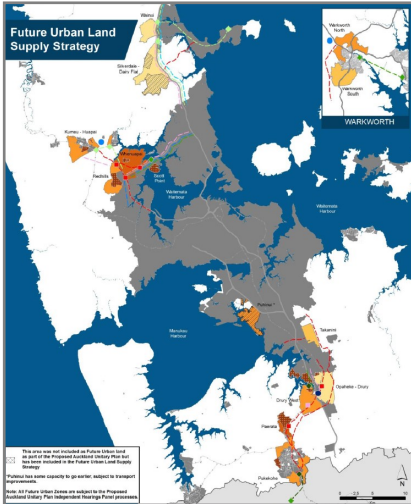 Future Urban Land
Supply Strategy
Wainui
Silverdale -
Dairy Flat
Warkworth
North
Warkworth
South
WARKWORTH
Kumeu - Huapai
Whenuapai
Scott
Point
Redhills
Waitemata
Harbour
Waitemata
Harbour
Manukau
Harbour
Puhinui *
Takanini
Opaheke - Drury
Drury West
Paerata
Pukekohe
This area was not included as Future Urban land
as part of the Proposed Auckland Unitary Plan but
has been included in the Future Urban Land Supply
Strategy
*Puhinui has some capacity to go earlier, subject to transport
improvements.
Note: All Future Urban Zones are subject to the Proposed
Auckland Unitary Plan Independent Hearings Panel processes.
N